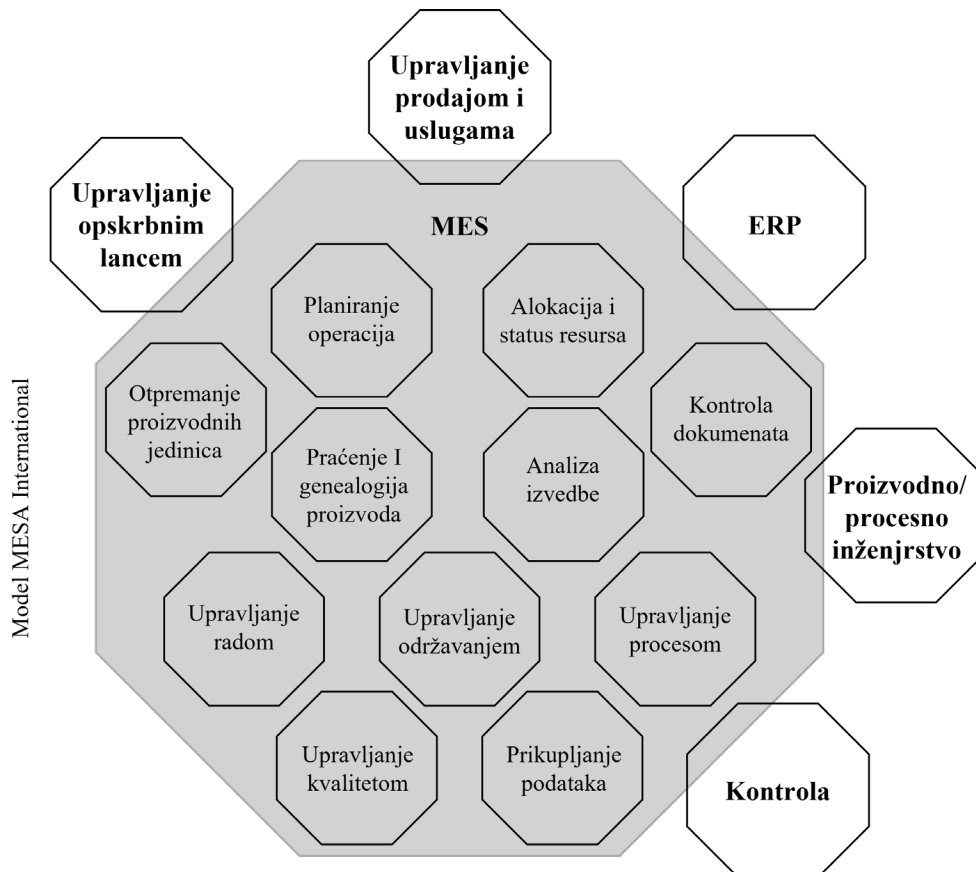 Upravljanje
prodajom i
uslugama
Upravljanje
opskrbnim
lancem
ERP
MES
Planiranje
operacija
Alokacija i
status resursa
Otpremanje
proizvodnih
jedinica
Kontrola
dokumenata
Praćenje I
genealogija
proizvoda
Analiza
izvedbe
Proizvodno/
procesno
inženjrstvo
Model MESA International
Upravljanje
radom
Upravljanje
održavanjem
Upravljanje
procesom
Upravljanje
kvalitetom
Prikupljanje
podataka
Kontrola